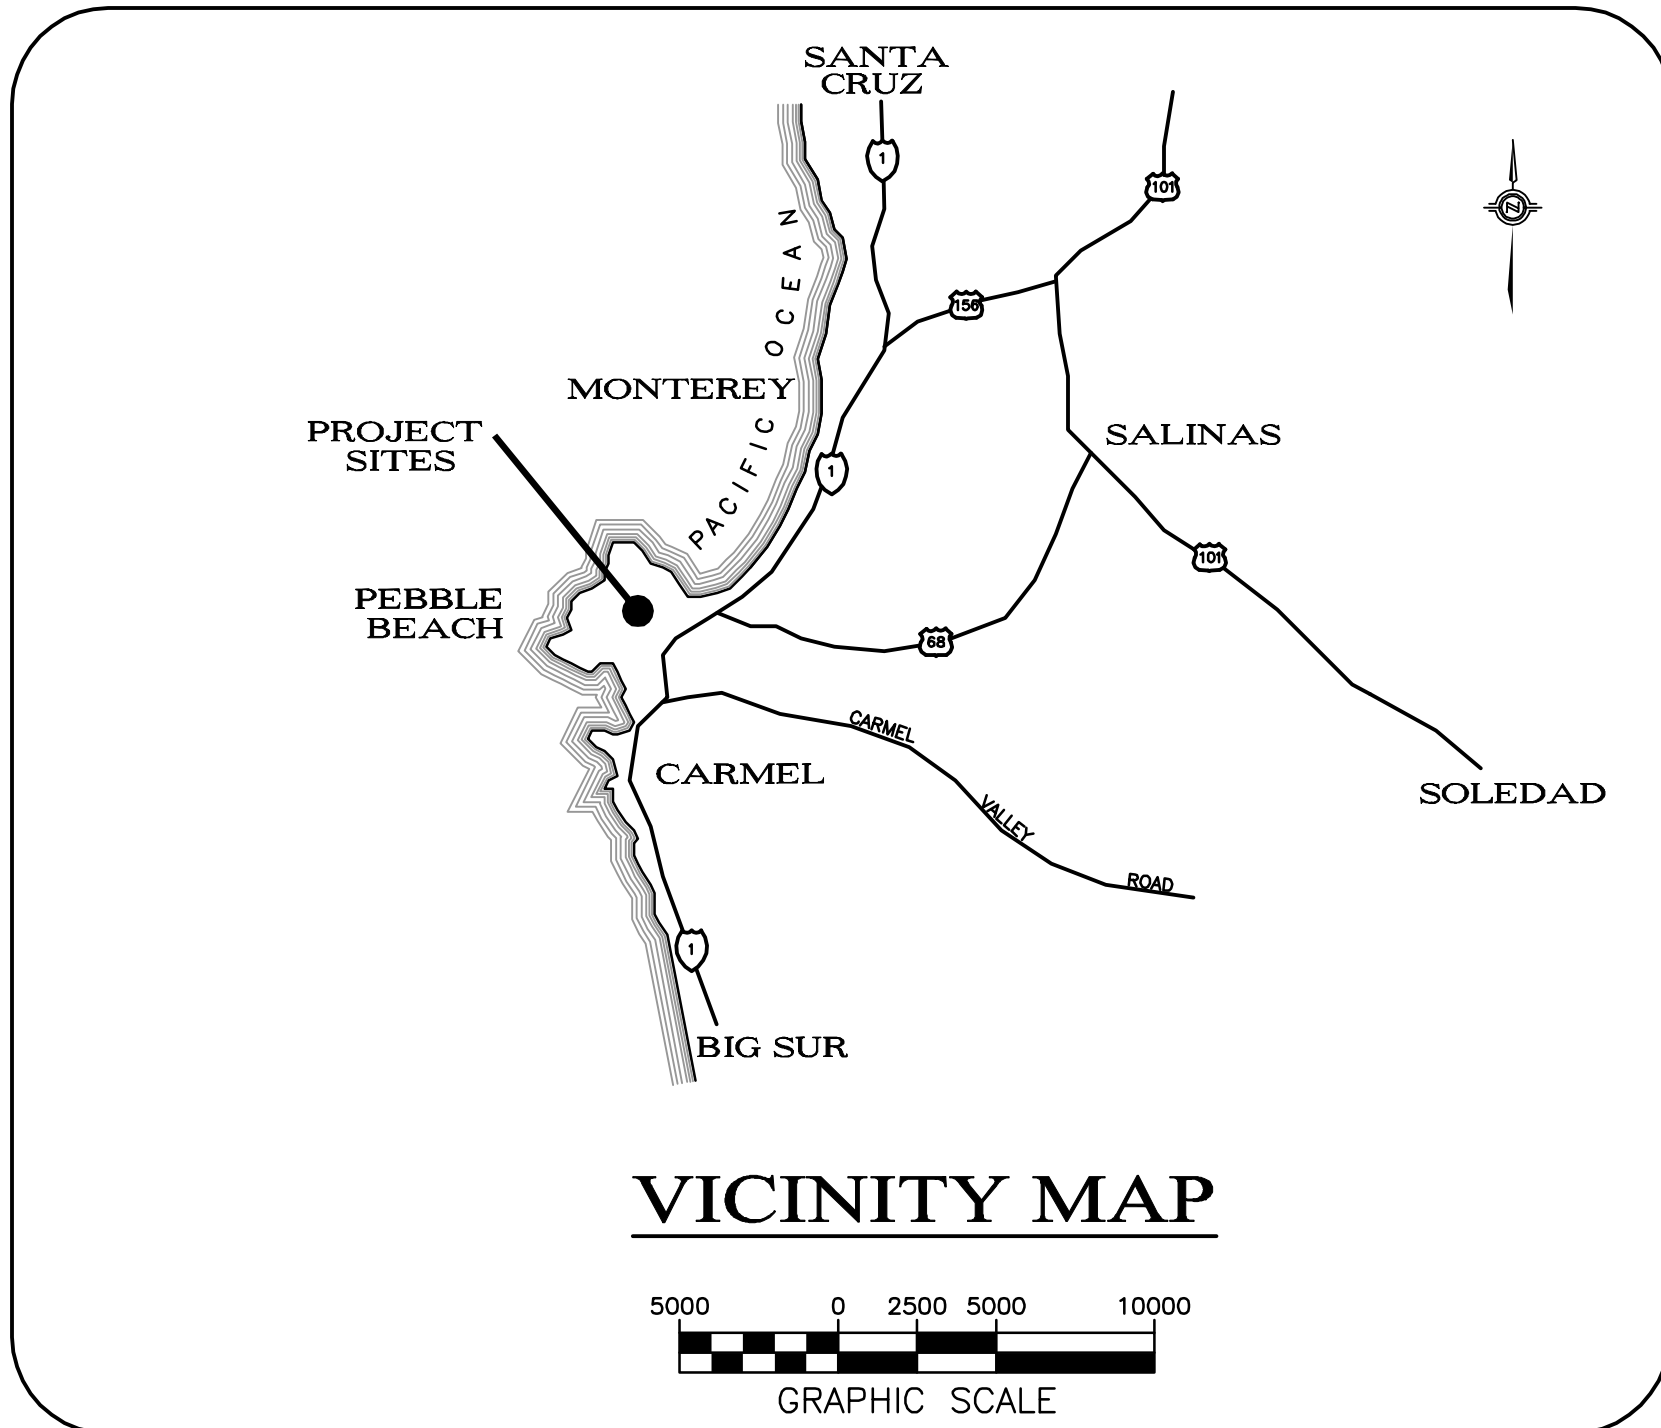 SANTA
CRUZ
1
101
N
PACIFIC OCEAN
156
MONTEREY
PROJECT
SITES
SALINAS
1
101
PEBBLE
BEACH
68
CARMEL VALLEY ROAD
CARMEL
SOLEDAD
1
BIG SUR
VICINITY MAP
5000 0 2500 5000 10000
GRAPHIC SCALE